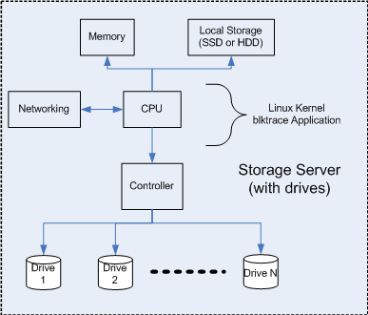 Memory
Local Storage
(SSD or HDD)
Networking
CPU
Linux Kernel
blktrace Application
Controller
Storage Server
(with drives)
Drive
1
Drive
2
Drive N